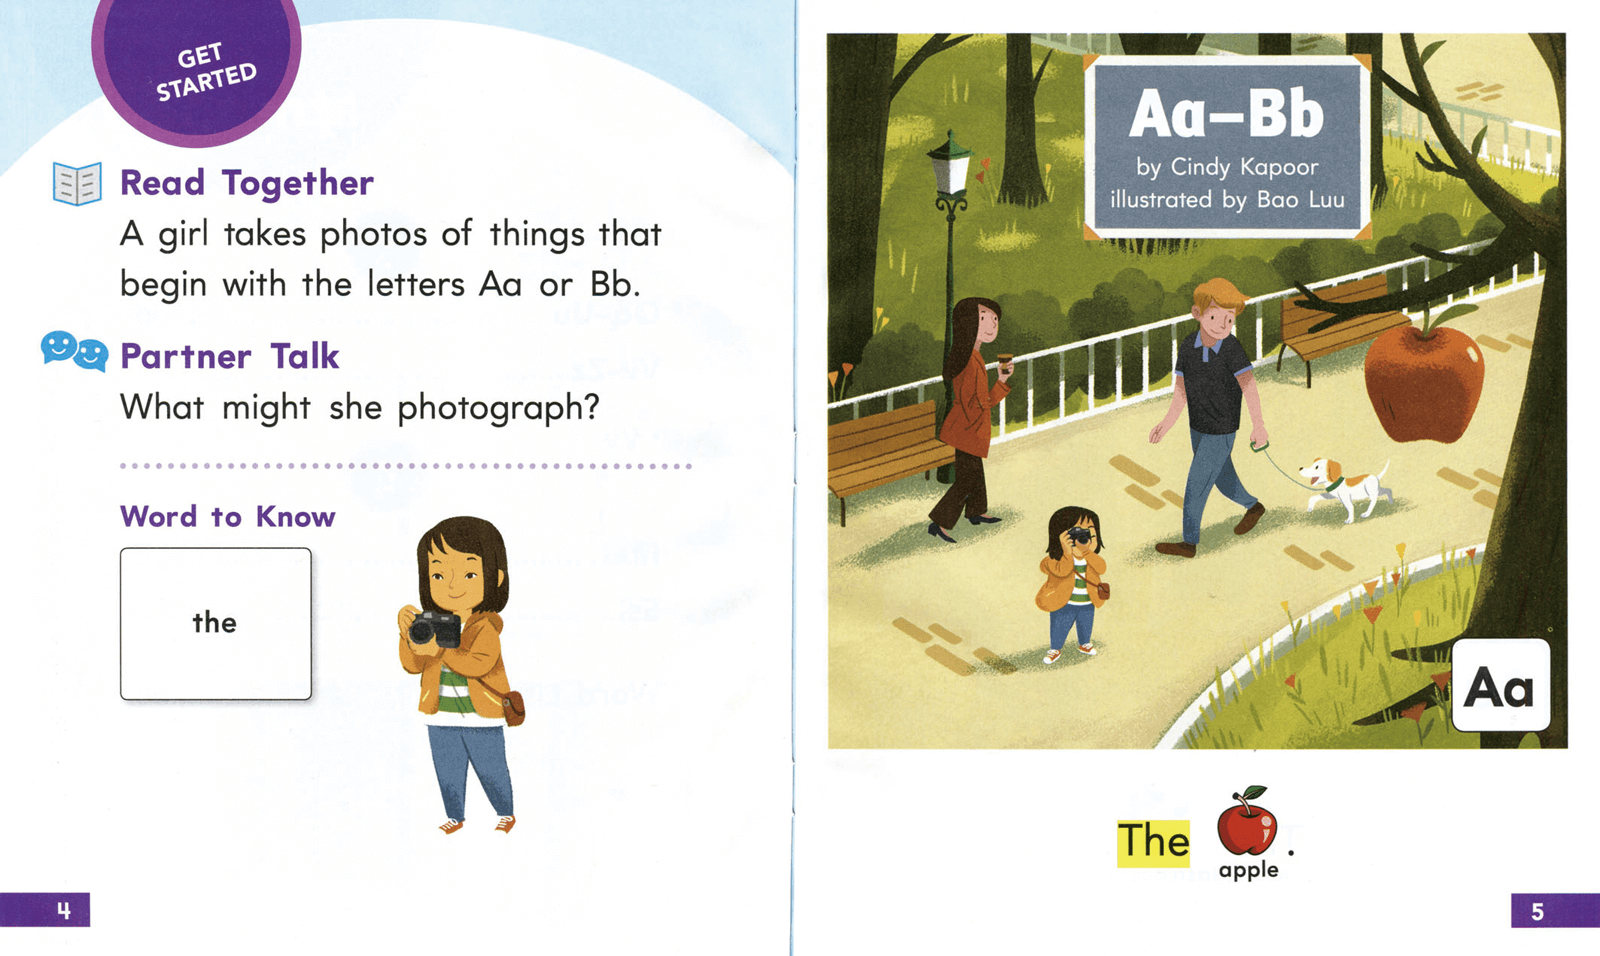 GET
STARTED
Read Together
A girl takes photos of things that
begin with the letters Aa or Bb.
Partner Talk
What might she photograph?
Word to Know
the
4
Aa–Bb
by Cindy Kapoor
illustrated by Bao Luu
Aa
The
apple
.
5